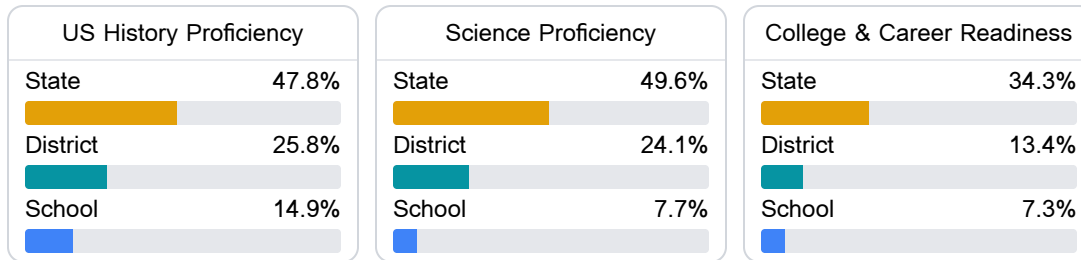 US History Proficiency
State 47.8%
District 25.8%
School 14.9%
Science Proficiency
State 49.6%
District 24.1%
School 7.7%
College & Career Readiness
State 34.3%
District 13.4%
School 7.3%